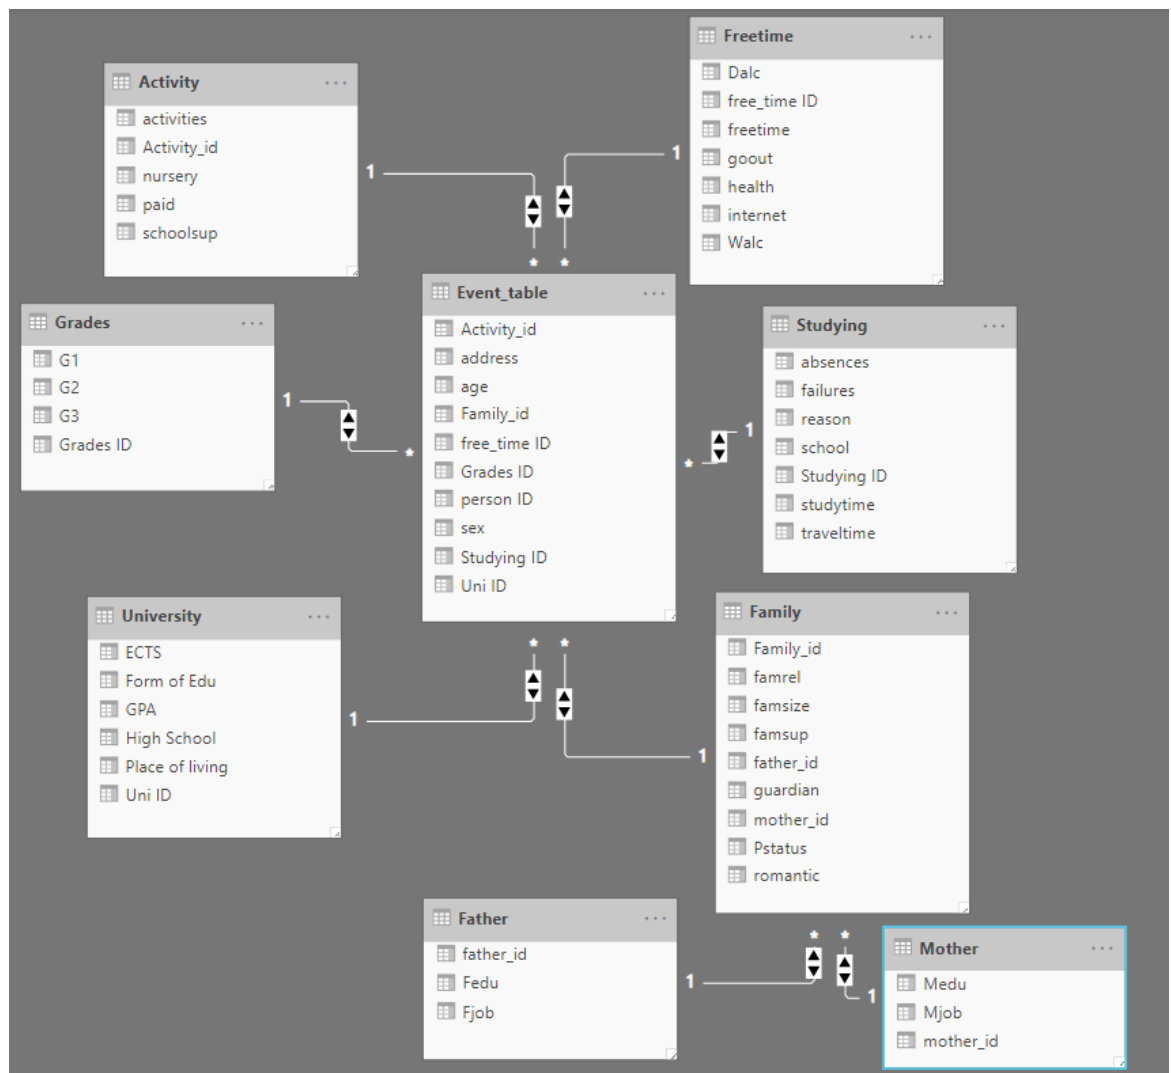 Freetime
Dalc
free_time ID
freetime
goout
health
internet
Walc
Activity
activities
Activity_id
nursery
paid
schoolsup
1
1
*
*
Event_table
Activity_id
address
age
Family_id
free_time ID
Grades ID
person ID
sex
Studying ID
Uni ID
Grades
G1
G2
G3
Grades ID
1
*
Studying
absences
failures
reason
school
Studying ID
studytime
traveltime
1
*
University
ECTS
Form of Edu
GPA
High School
Place of living
Uni ID
*
*
1
1
Family
Family_id
famrel
famsize
famsup
father_id
guardian
mother_id
Pstatus
romantic
Father
father_id
Fedu
Fjob
*
*
1
1
Mother
Medu
Mjob
mother_id